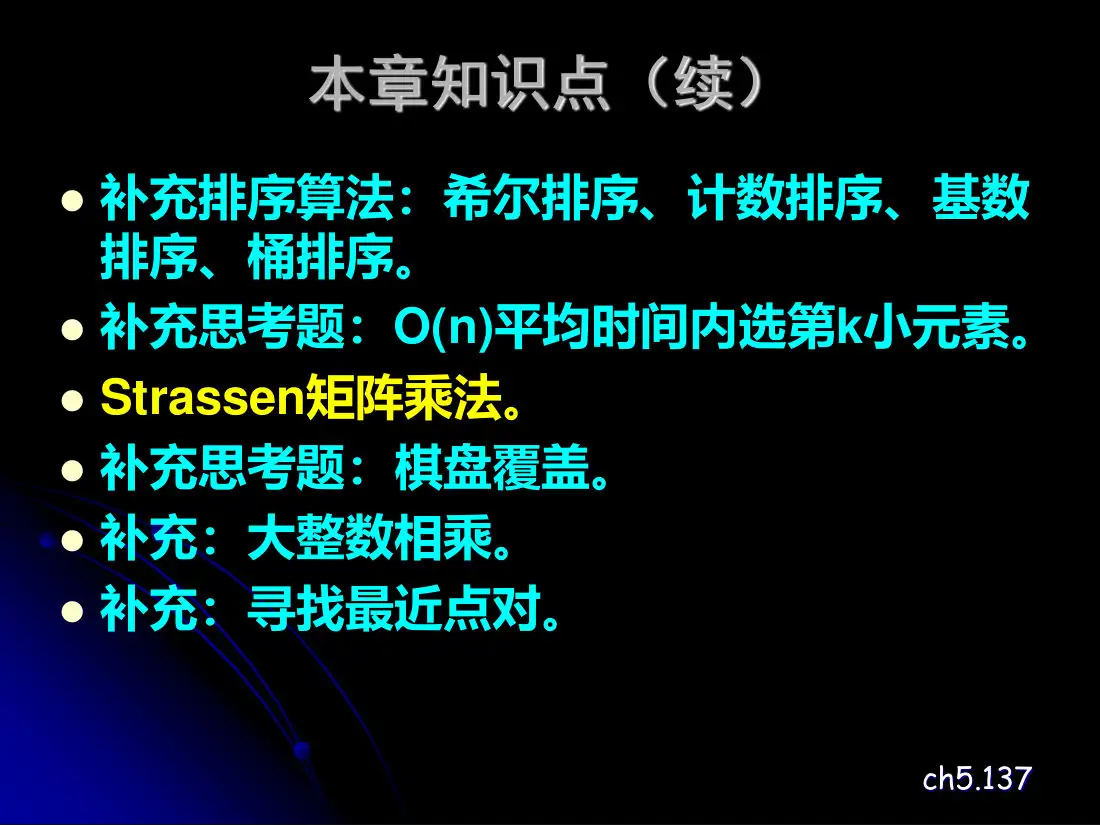 本章知识点（续）
补充排序算法：希尔排序、计数排序、基数
排序、桶排序。
补充思考题：O(n)平均时间内选第k小元素。
Strassen矩阵乘法。
补充思考题：棋盘覆盖。
补充：大整数相乘。
补充：寻找最近点对。
ch5.137